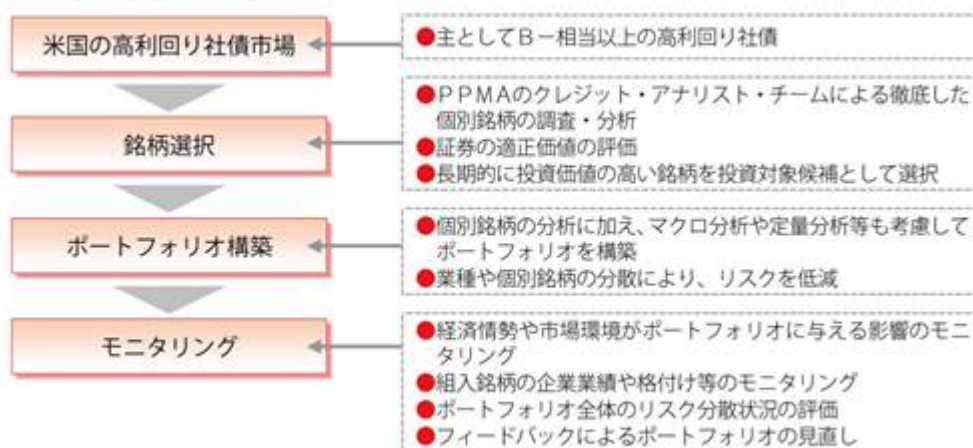 米国の高利回り社債市場
●主としてB－相当以上の高利回り社債
銘柄選択
●PPMAのクレジット・アナリスト・チームによる徹底した
個別銘柄の調査・分析
●証券の適正価値の評価
●長期的に投資価値の高い銘柄を投資対象候補として選択
ポートフォリオ構築
●個別銘柄の分析に加え、マクロ分析や定量分析等も考慮して
ポートフォリオを構築
●業種や個別銘柄の分散により、リスクを低減
モニタリング
●経済情勢や市場環境がポートフォリオに与える影響のモニ
タリング
●組入銘柄の企業業績や格付け等のモニタリング
●ポートフォリオ全体のリスク分散状況の評価
●フィードバックによるポートフォリオの見直し